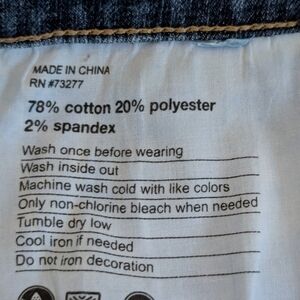 MADE IN CHINA
RN #73277
78% cotton 20% polyester
2% spandex
Wash once before wearing
Wash inside out
Machine wash cold with like colors
Only non-chlorine bleach when needed
Tumble dry low
Cool iron if needed
Do not iron decoration